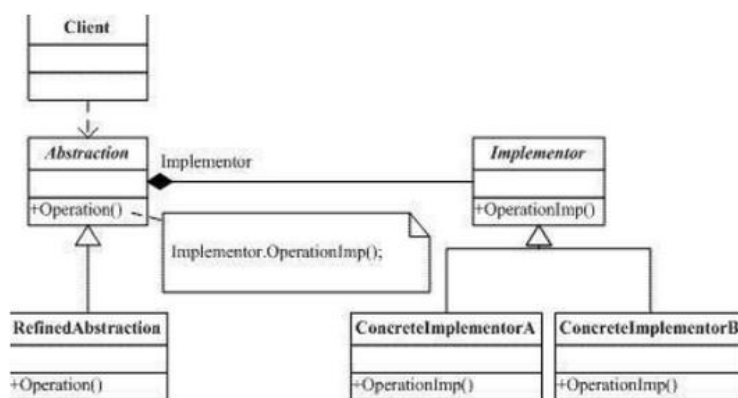 Client
Abstraction
Implementor
Implementor
+Operation()
+OperationImp()
Implementor.OperationImp();
RefinedAbstraction
ConcreteImplementorA
ConcreteImplementorB
+Operation()
+OperationImp()
+OperationImp()